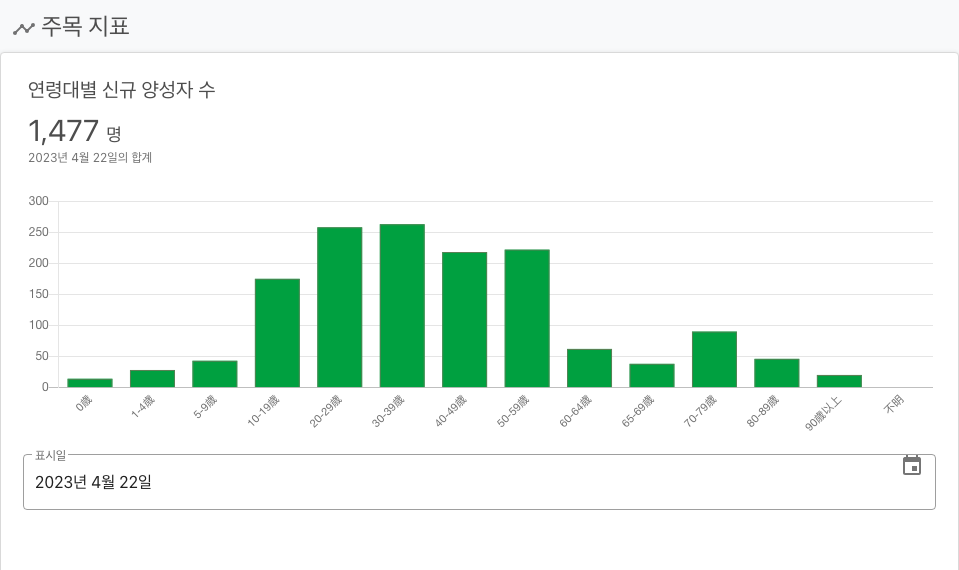 주목 지표
연령대별 신규 양성자 수
1,477 명
2023년 4월 22일의 합계
300
250
200
150
100
50
0
0歳
1-4歳
5-9歳
10-19歳
20-29歳
30-39歳
40-49歳
50-59歳
60-64歳
65-69歳
70-79歳
80-89歳
90歳以上
不明
표시일
2023년 4월 22일